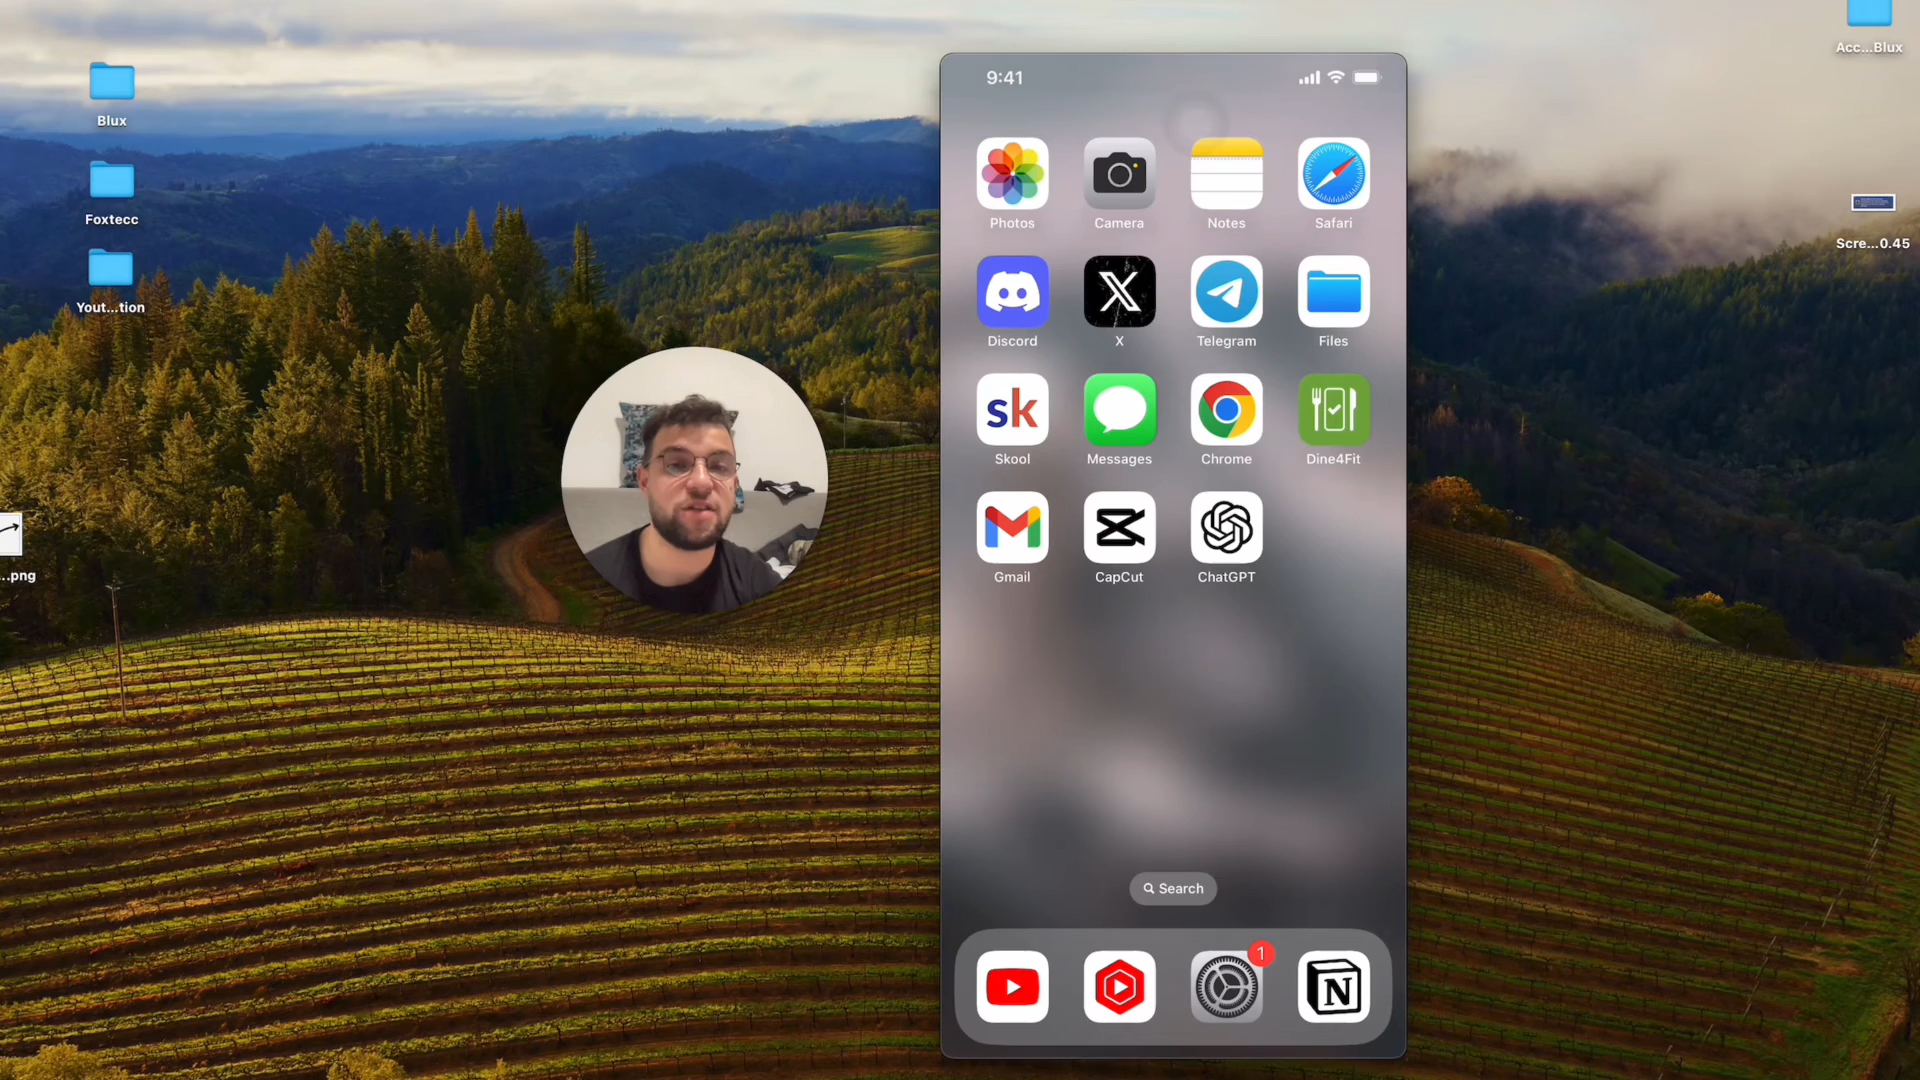 Acc...Blux
Blux
Foxtecc
Yout...tion
...png
Scre...0.45
9:41
Photos
Camera
Notes
Safari
Discord
X
Telegram
Files
sk
Skool
Messages
Chrome
Dine4Fit
Gmail
CapCut
ChatGPT
Search
1
N